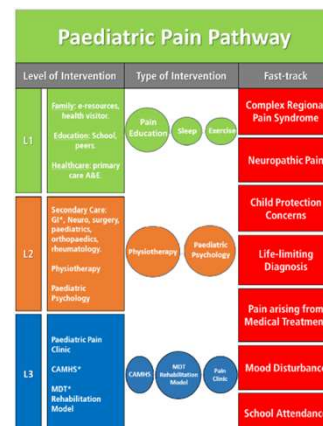 Paediatric Pain Pathway
Level of Intervention
Type of Intervention
Fast-track
L1
Family: e-resources,
health visitor.
Education: School,
peers.
Healthcare: primary
care A&E.
Pain
Education
Sleep
Exercise
L2
Secondary Care:
GI*, Neuro, surgery,
paediatrics,
orthopaedics,
rheumatology.
Physiotherapy
Paediatric
Psychology
Physiotherapy
Paediatric
Psychology
L3
Paediatric Pain
Clinic
CAMHS*
MDT*
Rehabilitation
Model
CAMHS
MDT
Rehabilitation
Model
Pain
Clinic
Complex Regional
Pain Syndrome
Neuropathic Pain
Child Protection
Concerns
Life-limiting
Diagnosis
Pain arising from
Medical Treatment
Mood Disturbance
School Attendance